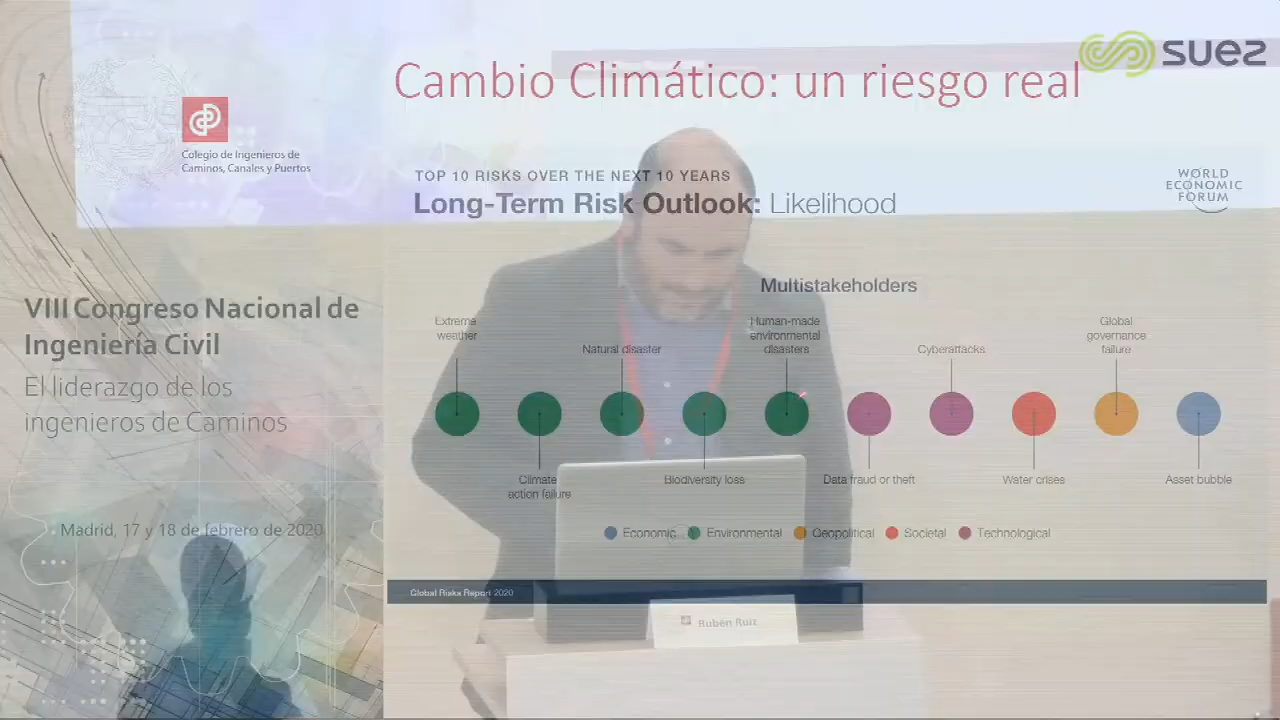 suez
Cambio Climático: un riesgo real
Colegio de Ingenieros de
Caminos, Canales y Puertos
TOP 10 RISKS OVER THE NEXT 10 YEARS
Long-Term Risk Outlook: Likelihood
WORLD
ECONOMIC
FORUM
VIII Congreso Nacional de
Ingeniería Civil
El liderazgo de los
ingenieros de Caminos
Madrid, 17 y 18 de febrero de 2020
Multistakeholders
Extreme
weather
Natural disaster
Human-made
environmental
disasters
Cyberattacks
Global
governance
failure
Climate
action failure
Biodiversity loss
Data fraud or theft
Water crises
Asset bubble
Economic
Environmental
Geopolitical
Societal
Technological
Global Risks Report 2020
Rubén Ruiz